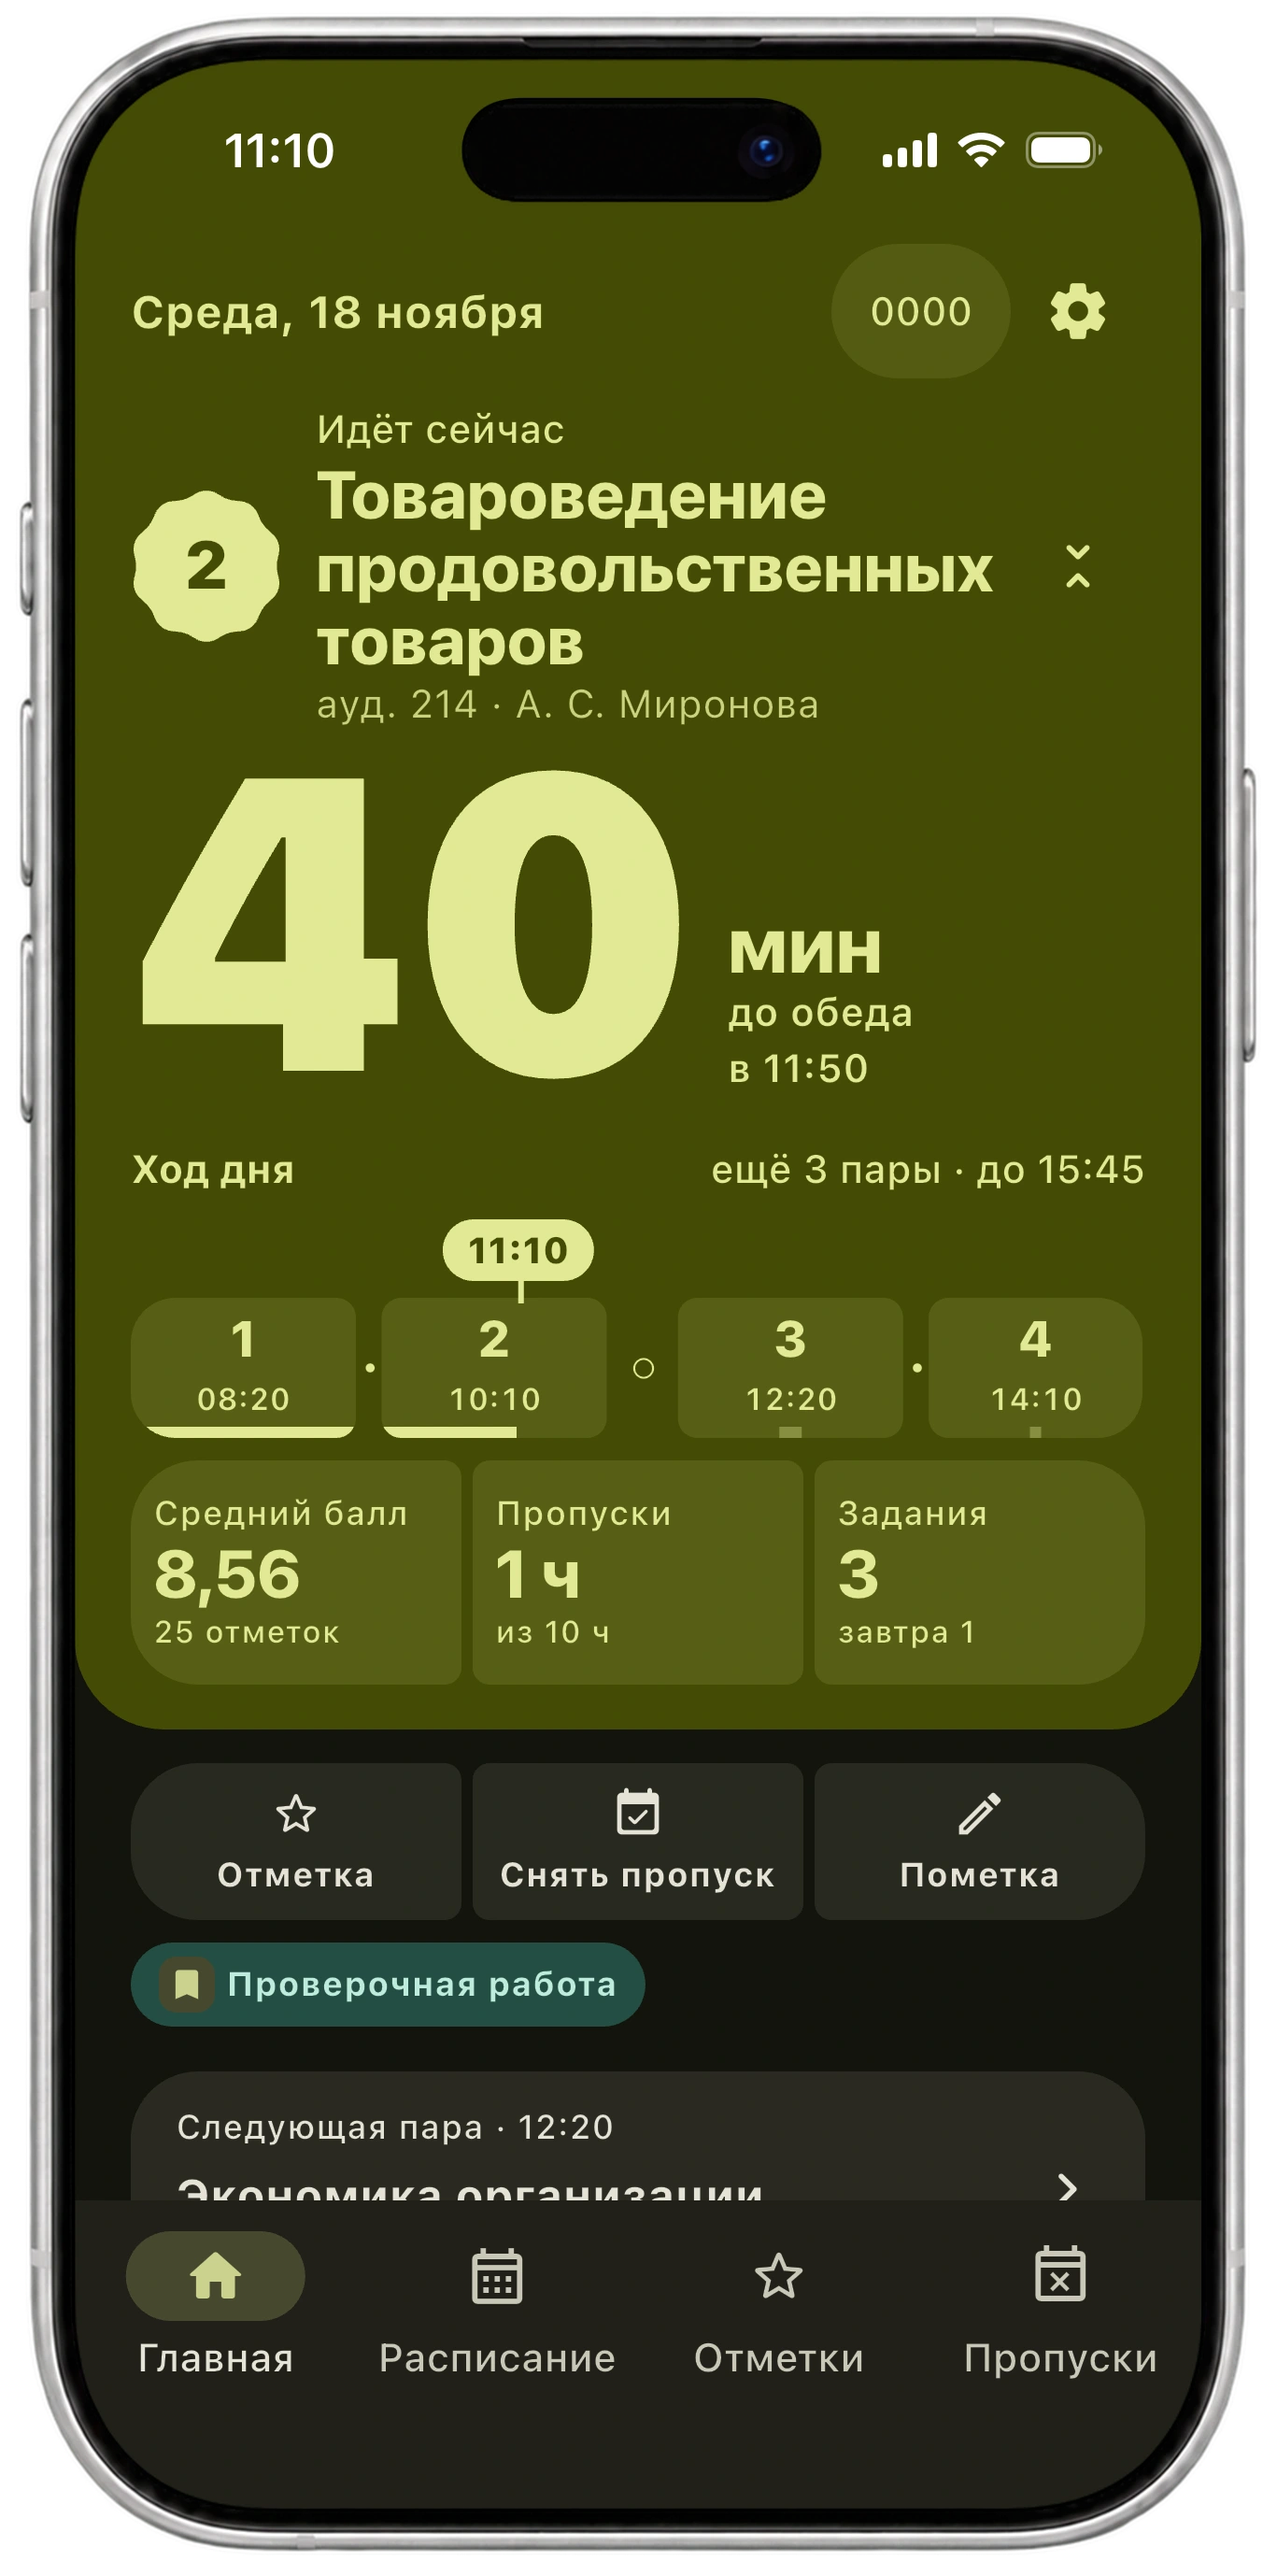 11:10
Среда, 18 ноября
0000
Идёт сейчас
2
Товароведение
продовольственных
товаров
ауд. 214 · А. С. Миронова
40
мин
до обеда
в 11:50
Ход дня
ещё 3 пары · до 15:45
11:10
1
2
3
4
08:20
10:10
12:20
14:10
Средний балл
8,56
25 отметок
Пропуски
1 ч
из 10 ч
Задания
3
завтра 1
Отметка
Снять пропуск
Пометка
Проверочная работа
Следующая пара · 12:20
Экономика организации
Главная
Расписание
Отметки
Пропуски